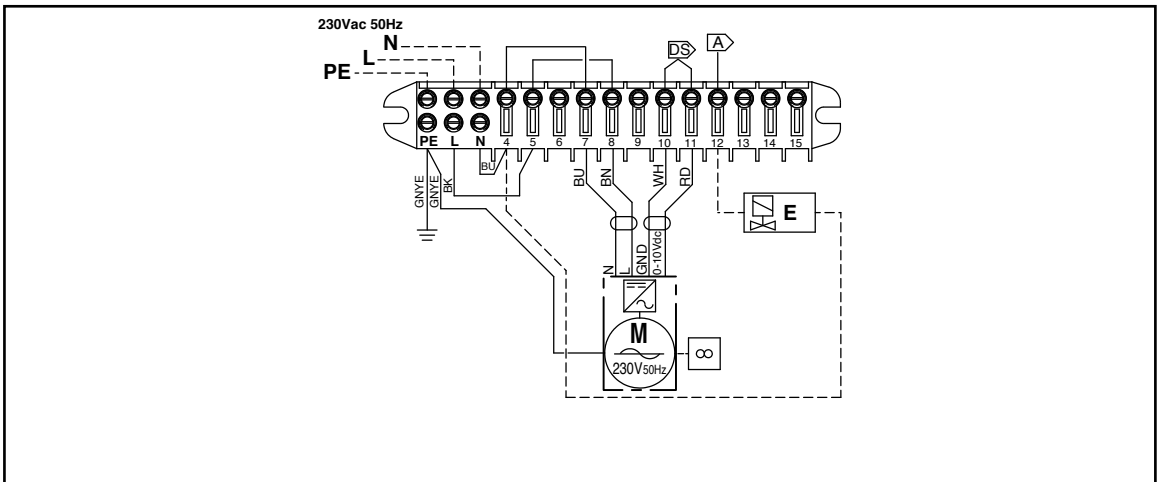 230Vac 50Hz
N
L
PE
DS
A
PE L N 4 5 6 7 8 9 10 11 12 13 14 15
GNYE
GNYE
BK
BU
BU
BN
WH
RD
E
N
L
GND
0-10Vdc
M
230V50Hz
8